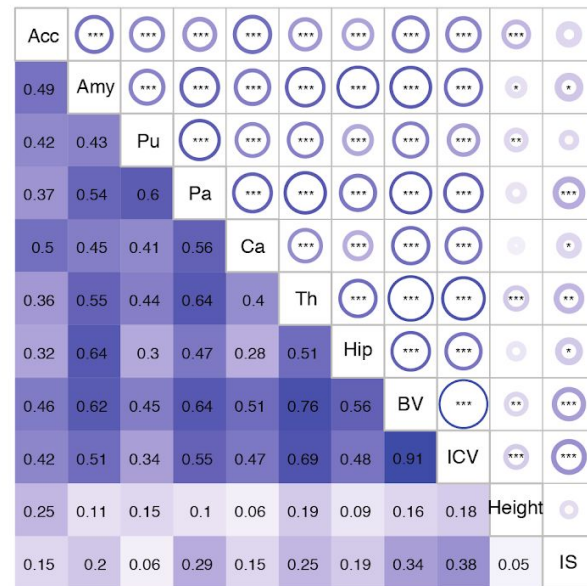 Acc *** *** *** *** *** *** *** *** ***
0.49 Amy *** *** *** *** *** *** *** * *
0.42 0.43 Pu *** *** *** *** *** *** **
0.37 0.54 0.6 Pa *** *** *** *** *** ***
0.5 0.45 0.41 0.56 Ca *** *** *** *** *
0.36 0.55 0.44 0.64 0.4 Th *** *** *** *** **
0.32 0.64 0.3 0.47 0.28 0.51 Hip *** *** *
0.46 0.62 0.45 0.64 0.51 0.76 0.56 BV *** ** ***
0.42 0.51 0.34 0.55 0.47 0.69 0.48 0.91 ICV *** ***
0.25 0.11 0.15 0.1 0.06 0.19 0.09 0.16 0.18 Height
0.15 0.2 0.06 0.29 0.15 0.25 0.19 0.34 0.38 0.05 IS